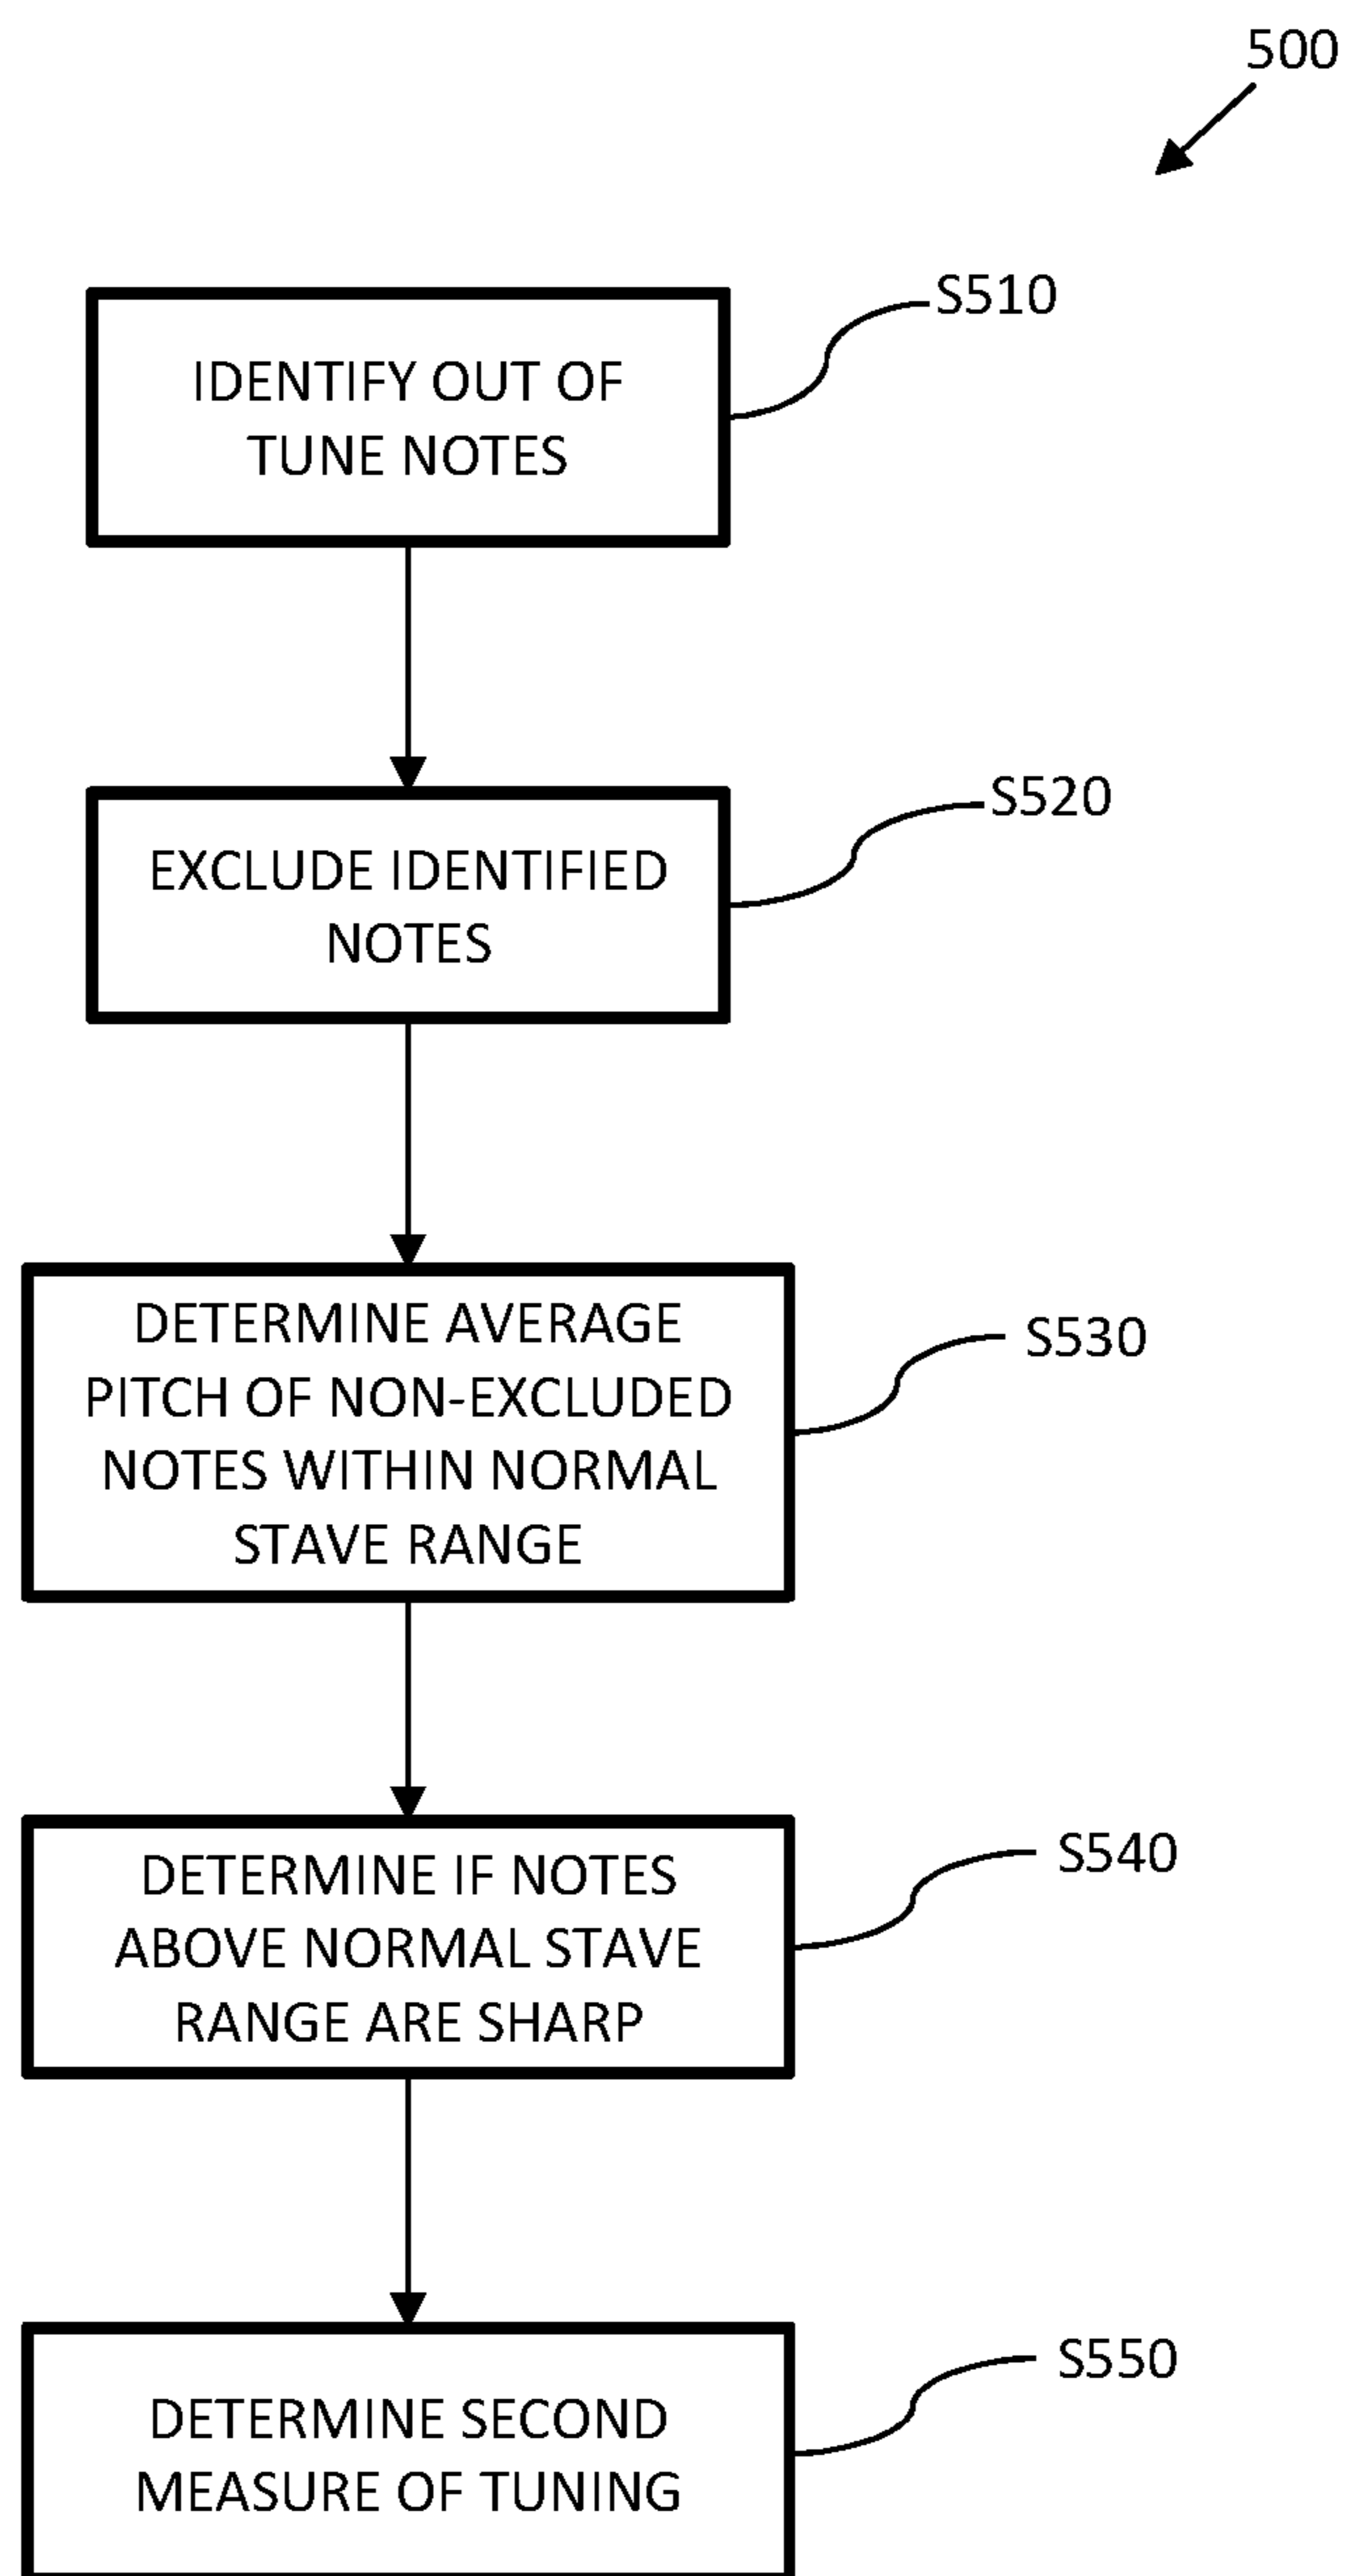 500
S510
IDENTIFY OUT OF
TUNE NOTES
S520
EXCLUDE IDENTIFIED
NOTES
DETERMINE AVERAGE
PITCH OF NON-EXCLUDED
NOTES WITHIN NORMAL
STAVE RANGE
S530
DETERMINE IF NOTES
ABOVE NORMAL STAVE
RANGE ARE SHARP
S540
DETERMINE SECOND
MEASURE OF TUNING
S550